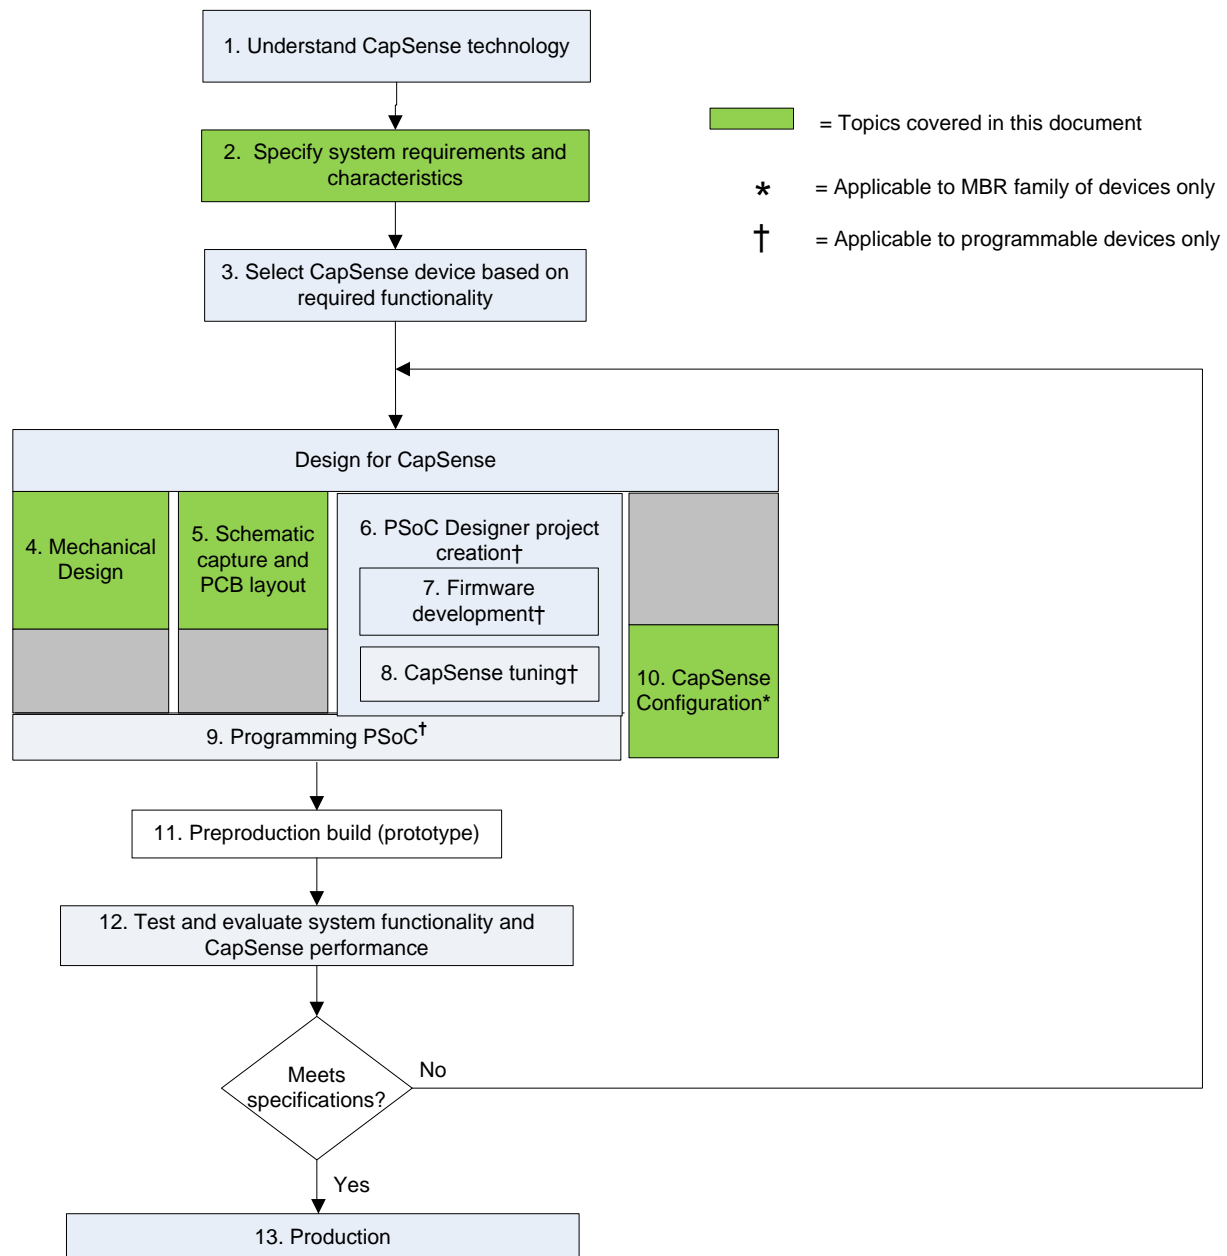 1. Understand CapSense technology
= Topics covered in this document
2. Specify system requirements and
characteristics
* = Applicable to MBR family of devices only
† = Applicable to programmable devices only
3. Select CapSense device based on
required functionality
Design for CapSense
4. Mechanical
Design
5. Schematic
capture and
PCB layout
6. PSoC Designer project
creation†
7. Firmware
development†
8. CapSense tuning†
10. CapSense
Configuration*
9. Programming PSoC†
11. Preproduction build (prototype)
12. Test and evaluate system functionality and
CapSense performance
Meets
specifications?
No
Yes
13. Production